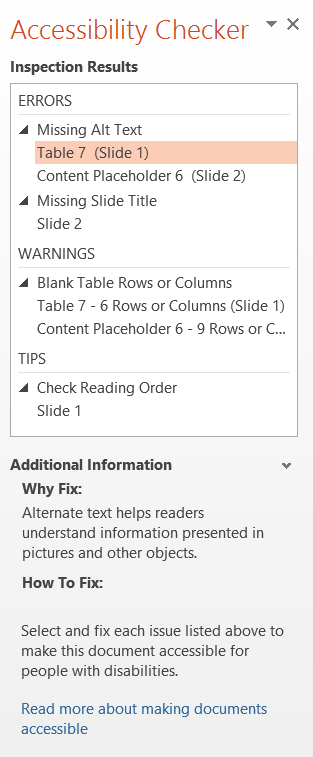 Accessibility Checker
Inspection Results
ERRORS
Missing Alt Text
Table 7 (Slide 1)
Content Placeholder 6 (Slide 2)
Missing Slide Title
Slide 2
WARNINGS
Blank Table Rows or Columns
Table 7 - 6 Rows or Columns (Slide 1)
Content Placeholder 6 - 9 Rows or C...
TIPS
Check Reading Order
Slide 1
Additional Information
Why Fix:
Alternate text helps readers
understand information presented in
pictures and other objects.
How To Fix:
Select and fix each issue listed above to
make this document accessible for
people with disabilities.
Read more about making documents
accessible